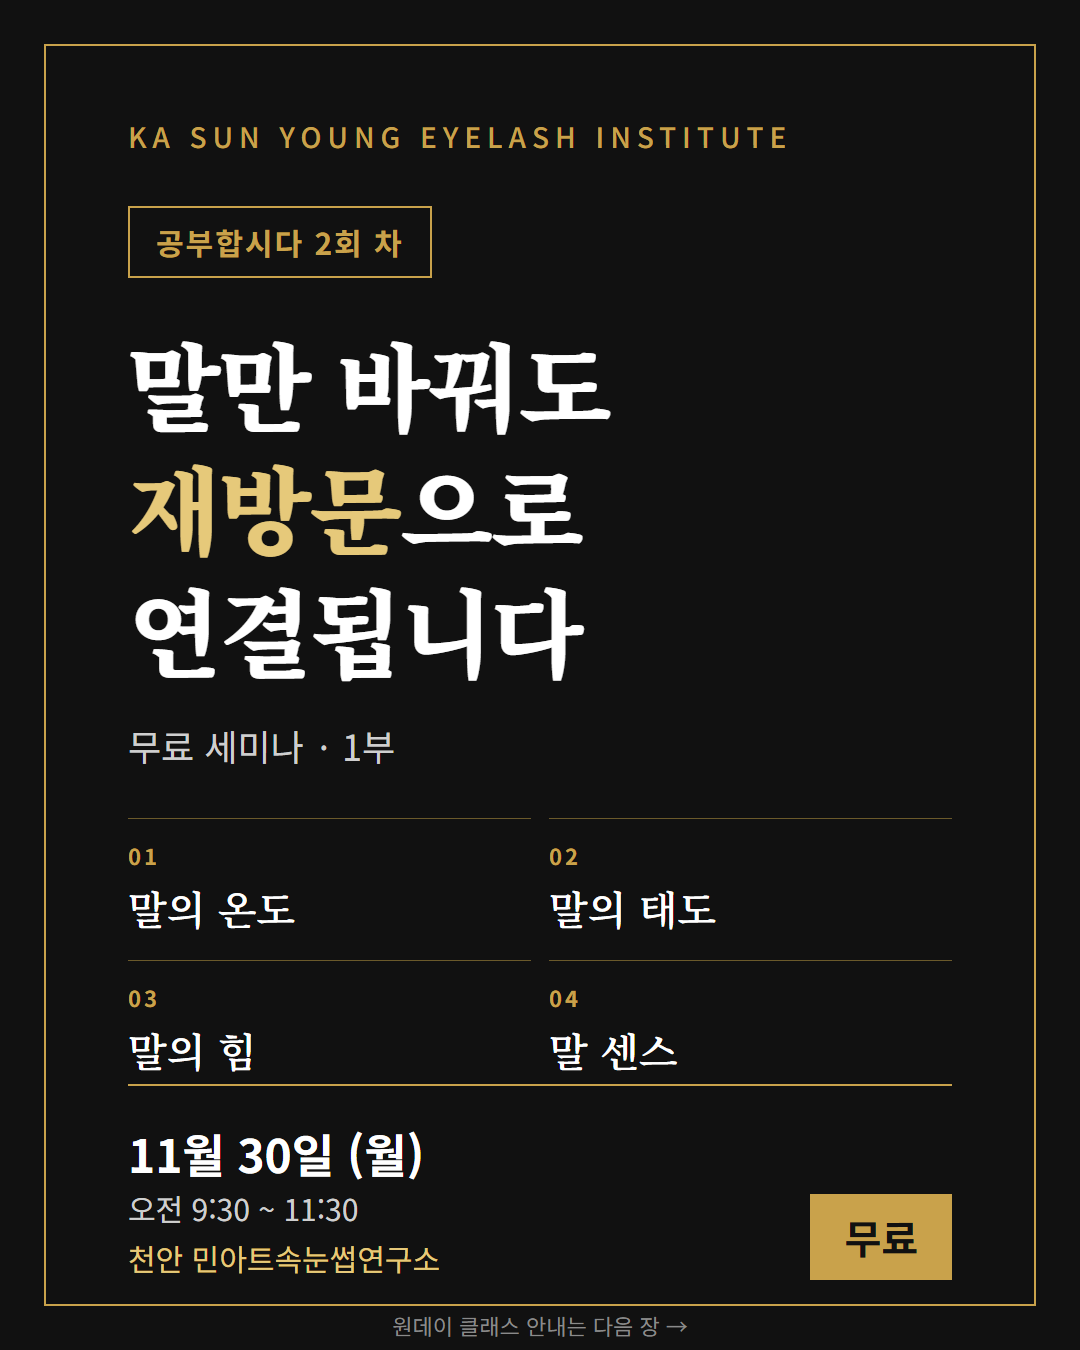 KA SUN YOUNG EYELASH INSTITUTE
공부합시다 2회 차
말만 바꿔도
재방문으로
연결됩니다
무료 세미나 · 1부
01
말의 온도
02
말의 태도
03
말의 힘
04
말 센스
11월 30일 (월)
오전 9:30 ~ 11:30
천안 민아트속눈썹연구소
무료
원데이 클래스 안내는 다음 장 →